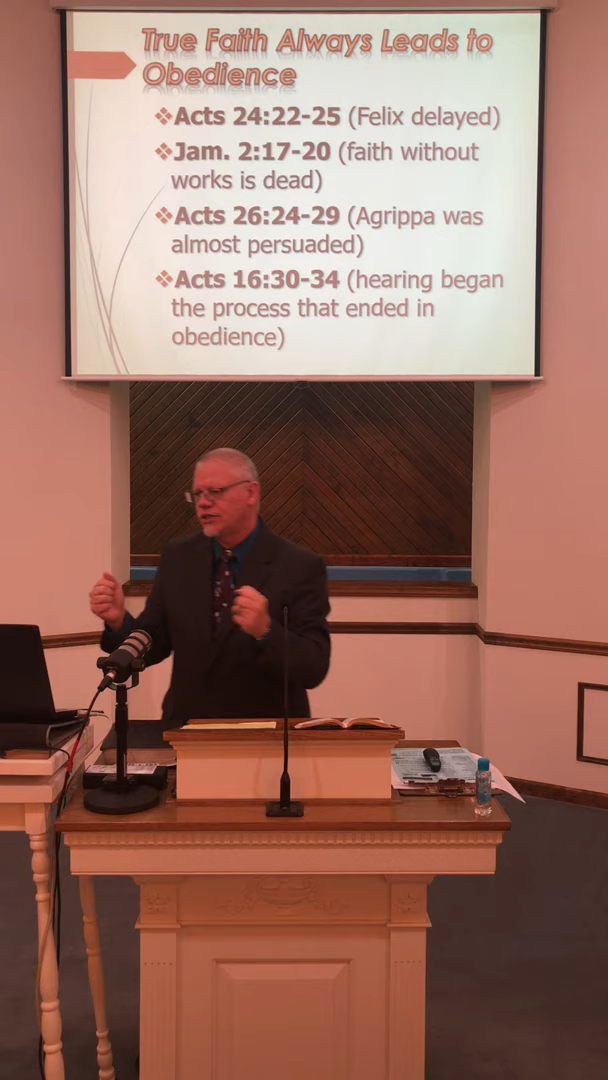 True Faith Always Leads to
Obedience
❖Acts 24:22-25 (Felix delayed)
❖Jam. 2:17-20 (faith without
works is dead)
❖Acts 26:24-29 (Agrippa was
almost persuaded)
❖Acts 16:30-34 (hearing began
the process that ended in
obedience)